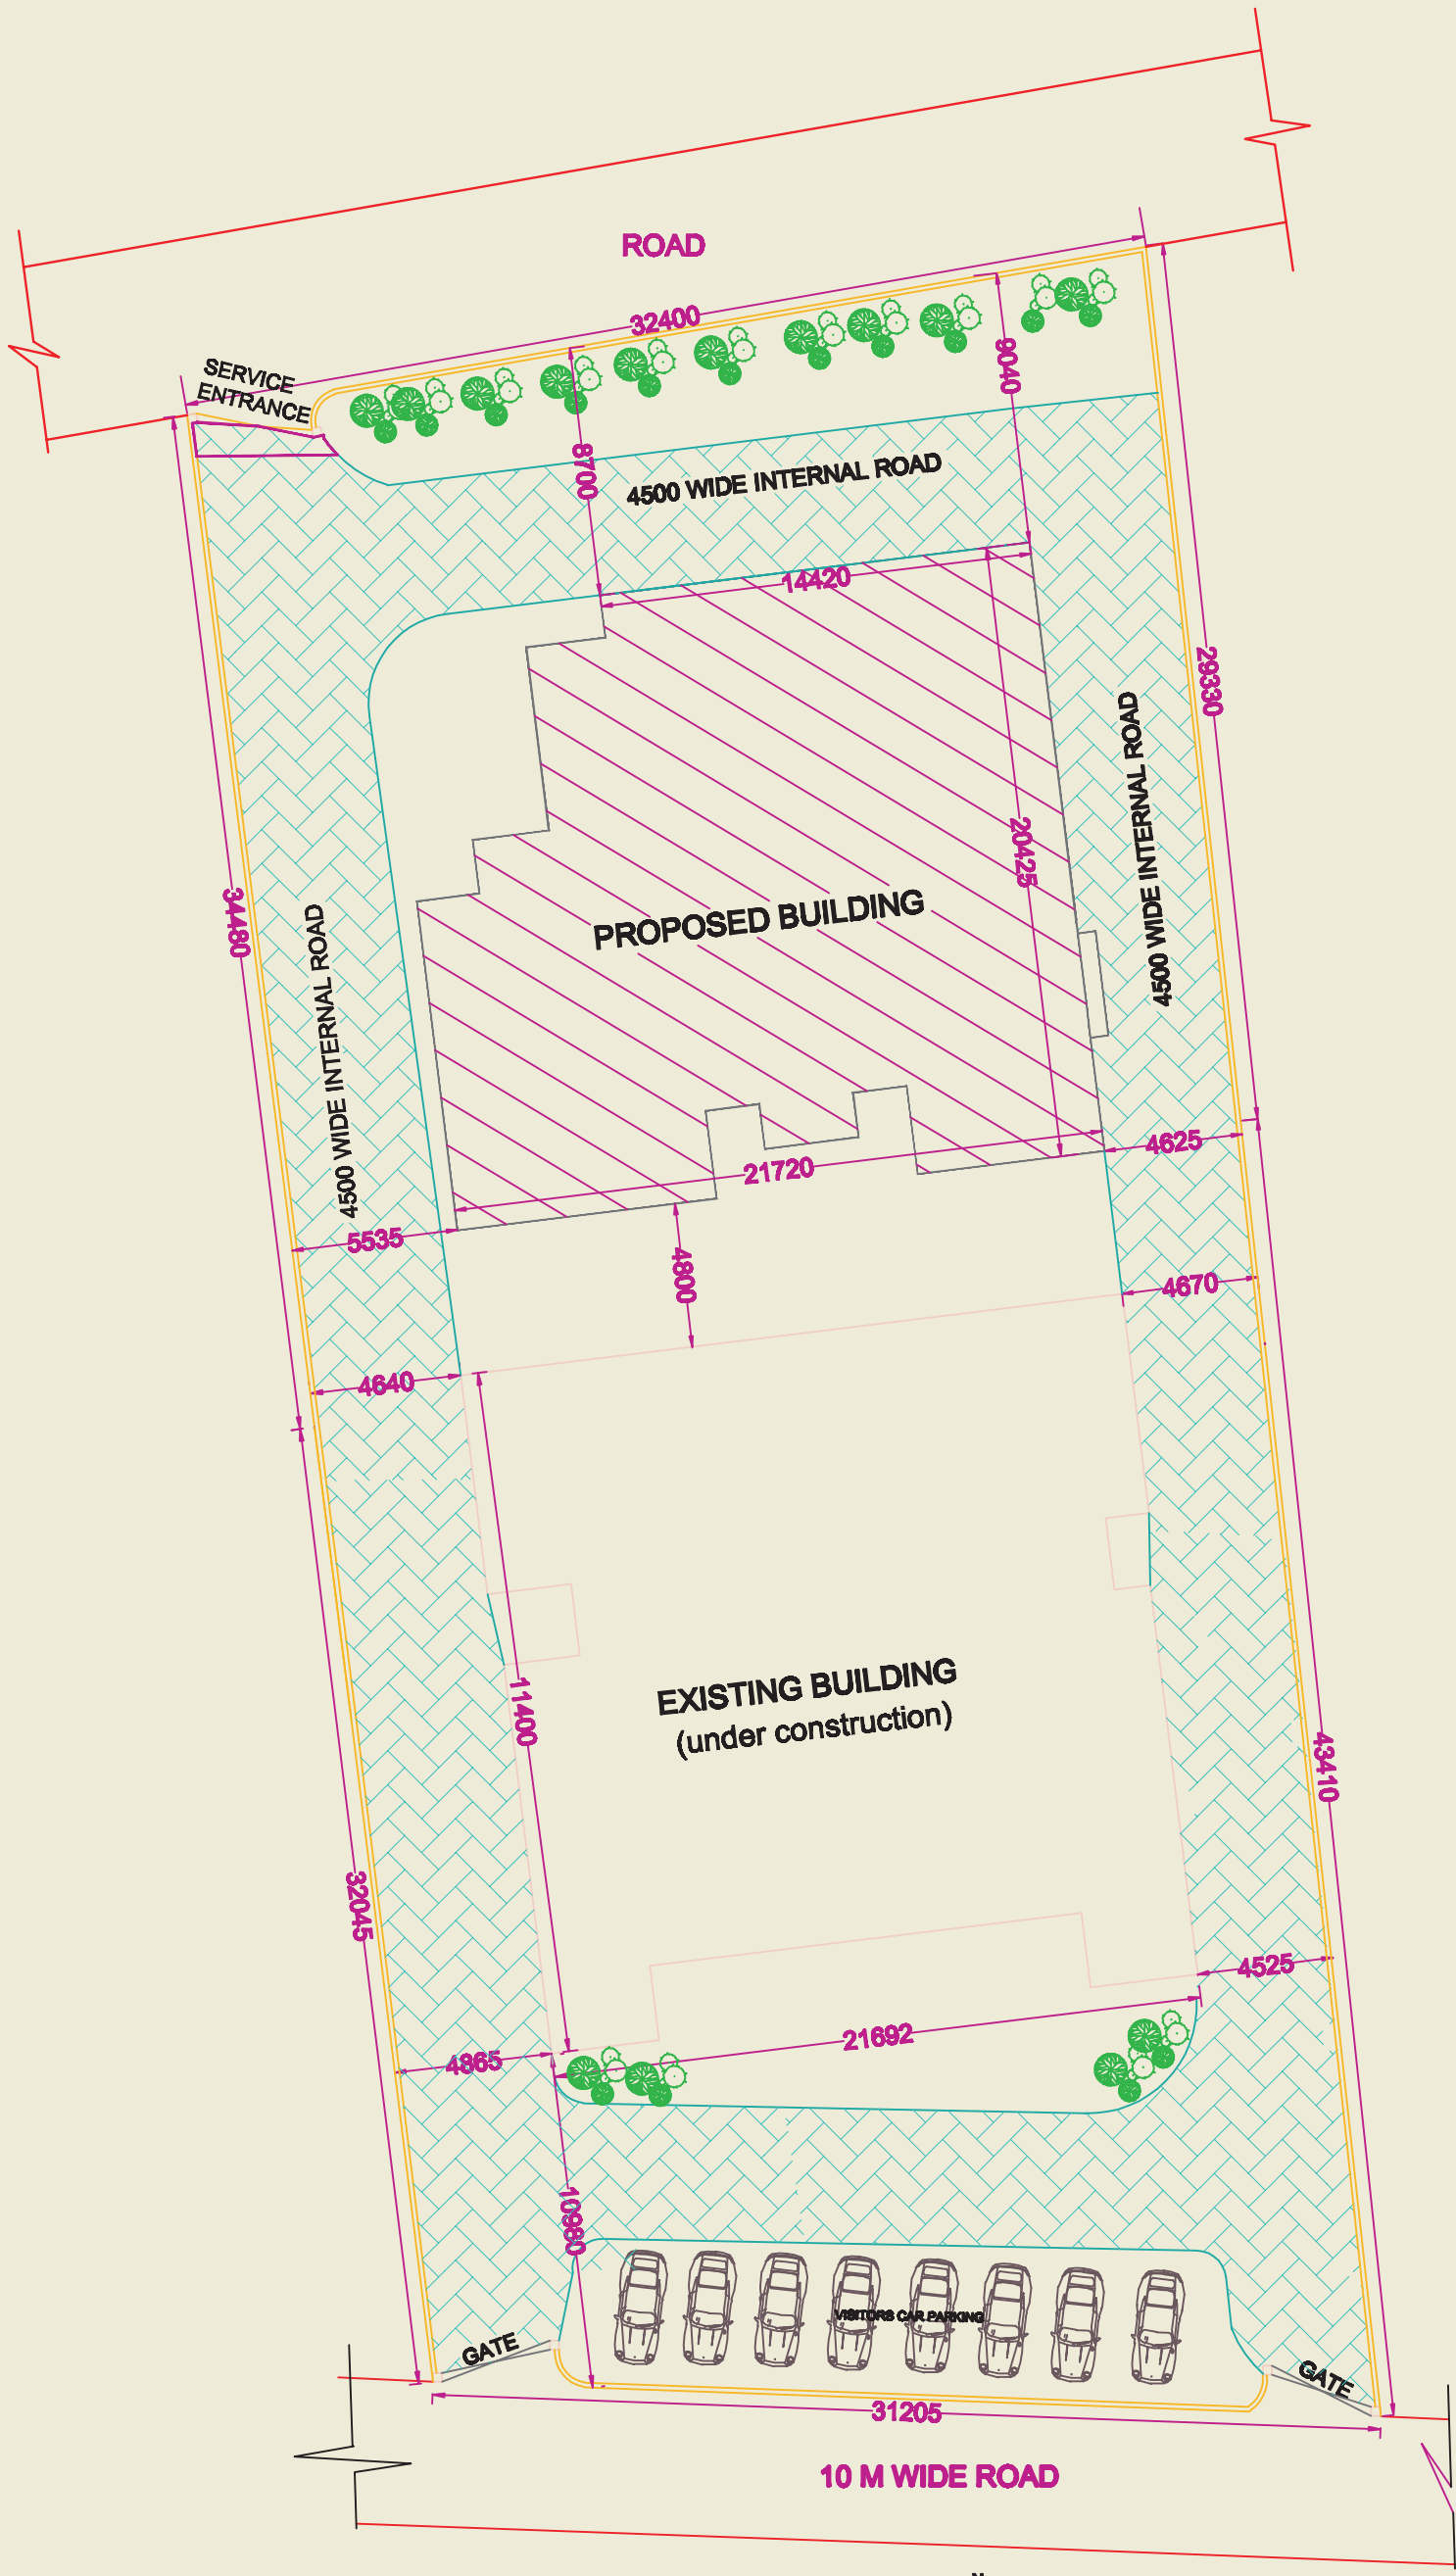 ROAD
32400
SERVICE
ENTRANCE
9040
8700
4500 WIDE INTERNAL ROAD
14420
29330
4500 WIDE INTERNAL ROAD
20425
34480
PROPOSED BUILDING
4500 WIDE INTERNAL ROAD
21720
4625
5535
4800
4670
4640
EXISTING BUILDING
(under construction)
11400
43410
32045
4525
21692
4865
10980
VISITORS CAR PARKING
GATE
GATE
31205
10 M WIDE ROAD